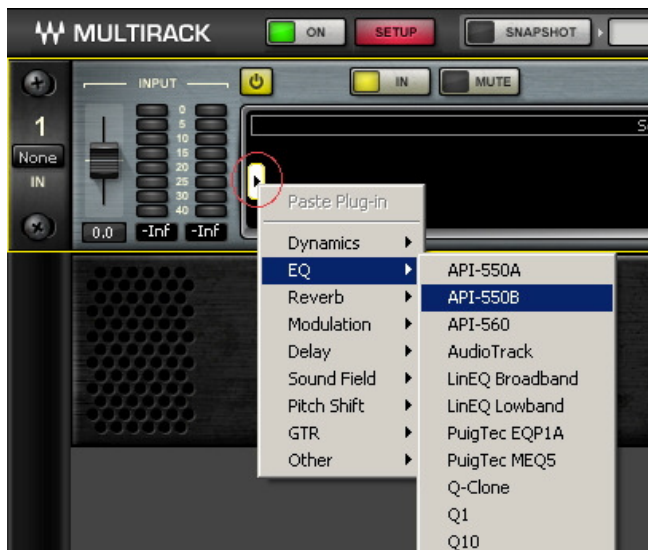 MULTIRACK
ON
SETUP
SNAPSHOT
INPUT
IN
MUTE
1
None
IN
0
5
10
15
20
25
30
40
0.0
-Inf
-Inf
Paste Plug-in
Dynamics
EQ
Reverb
Modulation
Delay
Sound Field
Pitch Shift
GTR
Other
API-550A
API-550B
API-560
AudioTrack
LinEQ Broadband
LinEQ Lowband
PuigTec EQP1A
PuigTec MEQ5
Q-Clone
Q1
Q10